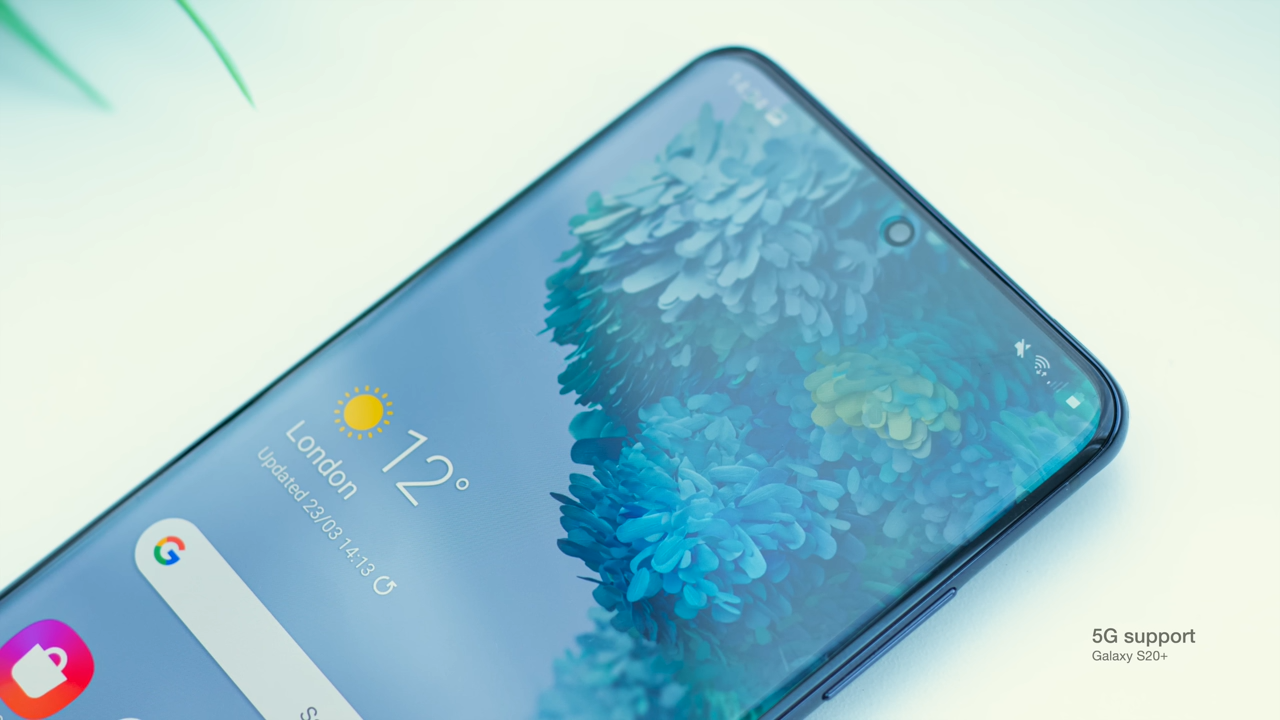 12°
London
Updated 23/03 14:13
5G support
Galaxy S20+